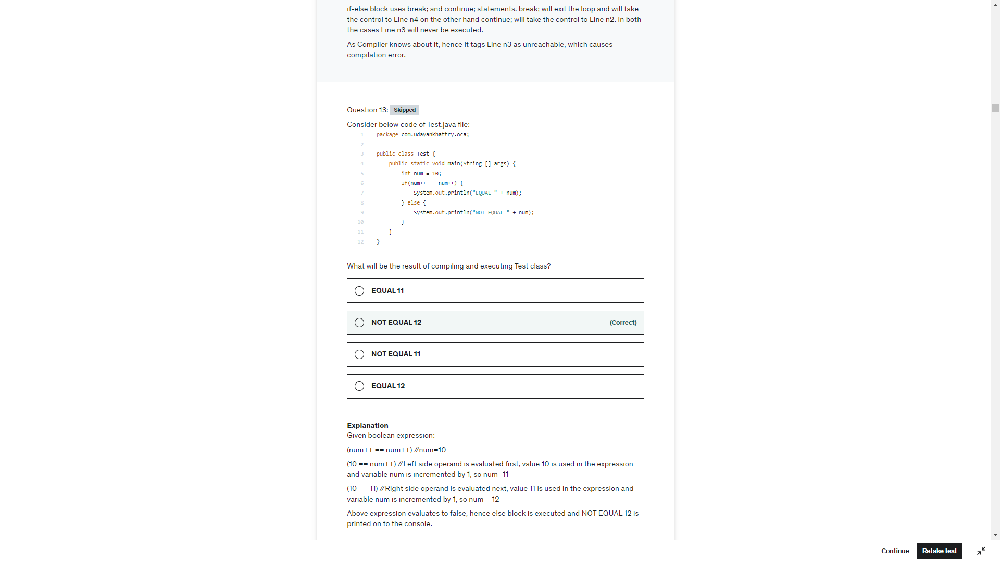 if-else block uses break; and continue; statements. break; will exit the loop and will take
the control to Line n4 on the other hand continue; will take the control to Line n2. In both
the cases Line n3 will never be executed.
As Compiler knows about it, hence it tags Line n3 as unreachable, which causes
compilation error.
Question 13: Skipped
Consider below code of Test.java file:
1 package com.udayankhattry.oca;
2
3 public class Test {
4 public static void main(String [] args) {
5 int num = 10;
6 if(num++ == num++) {
7 System.out.println("EQUAL " + num);
8 } else {
9 System.out.println("NOT EQUAL " + num);
10 }
11 }
12 }
What will be the result of compiling and executing Test class?
EQUAL 11
NOT EQUAL 12 (Correct)
NOT EQUAL 11
EQUAL 12
Explanation
Given boolean expression:
(num++ == num++) //num=10
(10 == num++) //Left side operand is evaluated first, value 10 is used in the expression
and variable num is incremented by 1, so num=11
(10 == 11) //Right side operand is evaluated next, value 11 is used in the expression and
variable num is incremented by 1, so num = 12
Above expression evaluates to false, hence else block is executed and NOT EQUAL 12 is
printed on to the console.
Continue Retake test